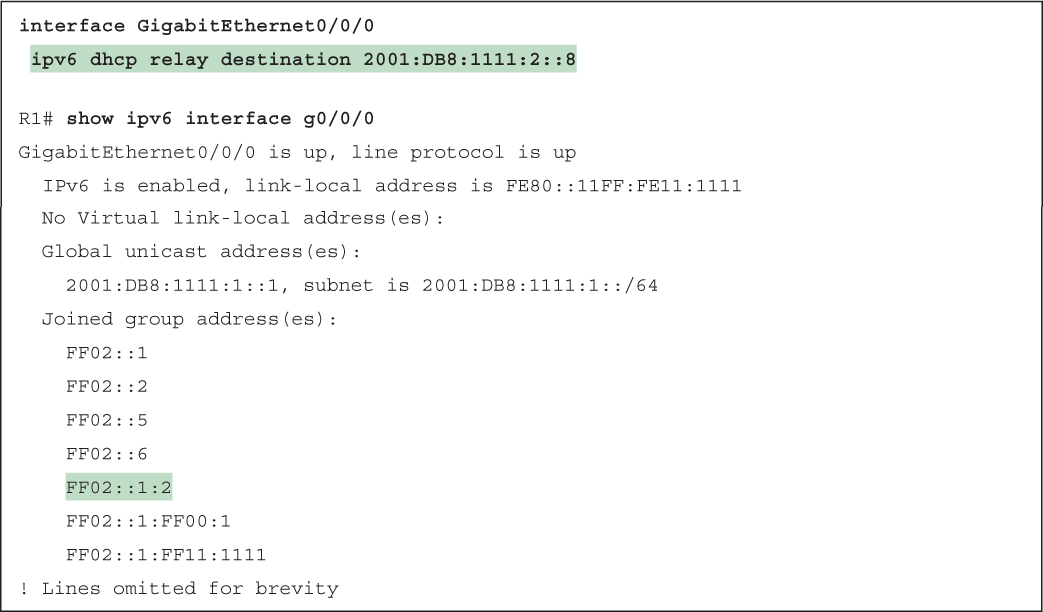 interface GigabitEthernet0/0/0
ipv6 dhcp relay destination 2001:DB8:1111:2::8
R1# show ipv6 interface g0/0/0
GigabitEthernet0/0/0 is up, line protocol is up
IPv6 is enabled, link-local address is FE80::11FF:FE11:1111
No Virtual link-local address(es):
Global unicast address(es):
2001:DB8:1111:1::1, subnet is 2001:DB8:1111:1::/64
Joined group address(es):
FF02::1
FF02::2
FF02::5
FF02::6
FF02::1:2
FF02::1:FF00:1
FF02::1:FF11:1111
! Lines omitted for brevity